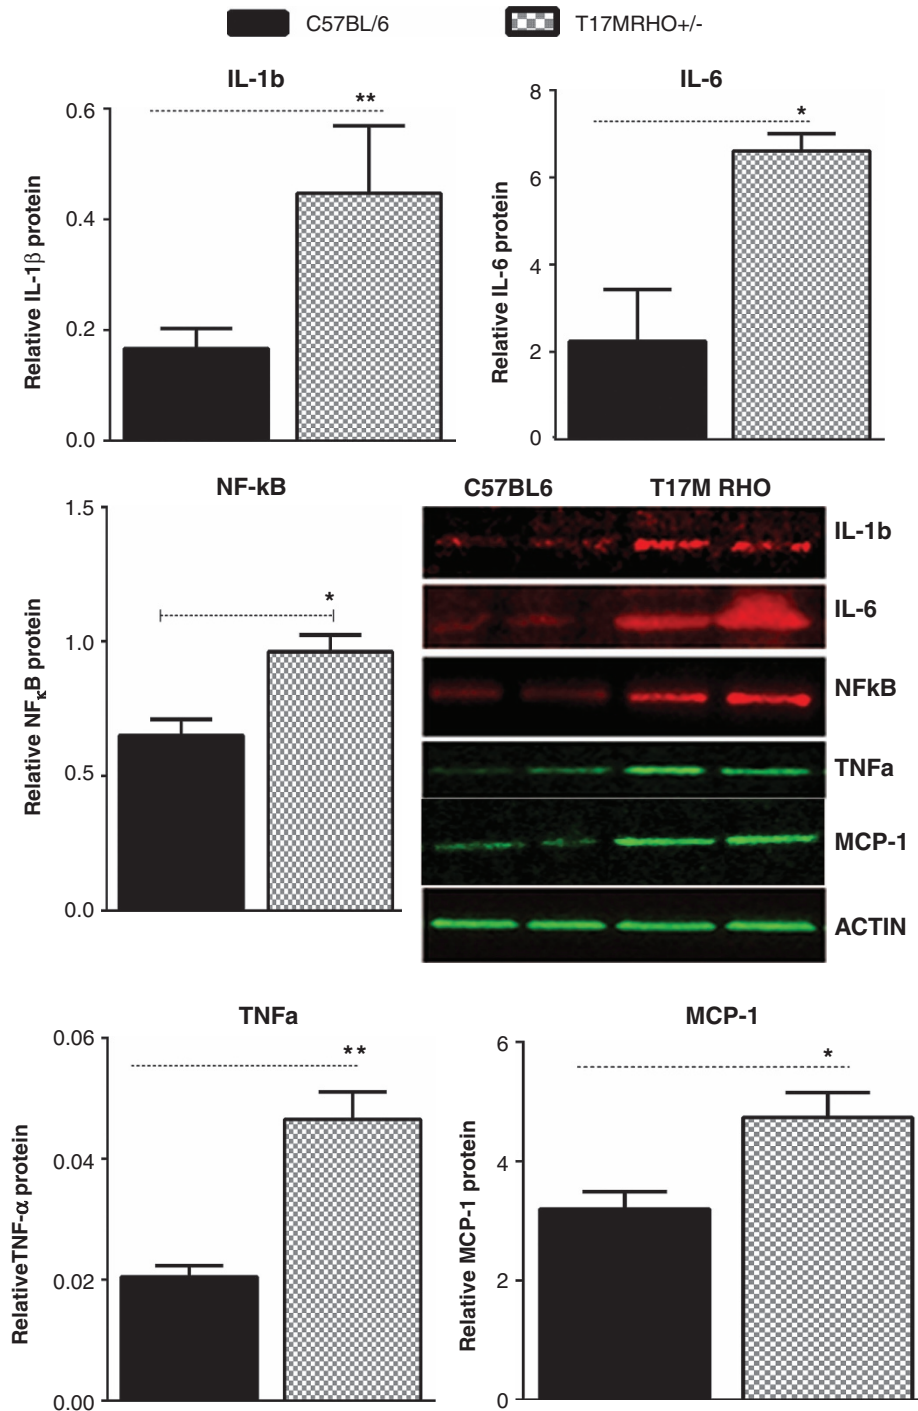 C57BL/6 T17MRHO+/-
IL-1b
**
0.6
0.4
0.2
0.0
Relative IL-1β protein
IL-6
*
8
6
4
2
0
Relative IL-6 protein
NF-kB
*
1.5
1.0
0.5
0.0
Relative NFκB protein
C57BL6 T17M RHO
IL-1b
IL-6
NFkB
TNFa
MCP-1
ACTIN
TNFa
**
0.06
0.04
0.02
0.00
RelativeTNF-α protein
MCP-1
*
6
4
2
0
Relative MCP-1 protein